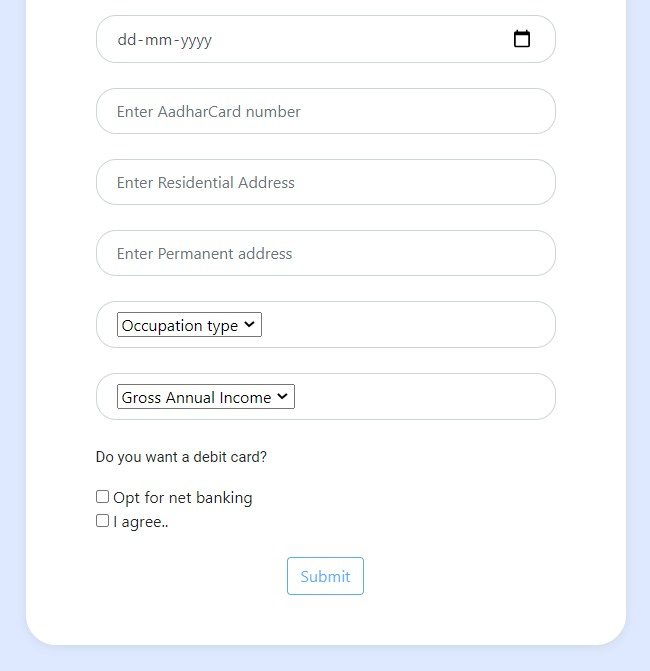 dd-mm-yyyy
Enter AadharCard number
Enter Residential Address
Enter Permanent address
Occupation type
Gross Annual Income
Do you want a debit card?
Opt for net banking
I agree..
Submit